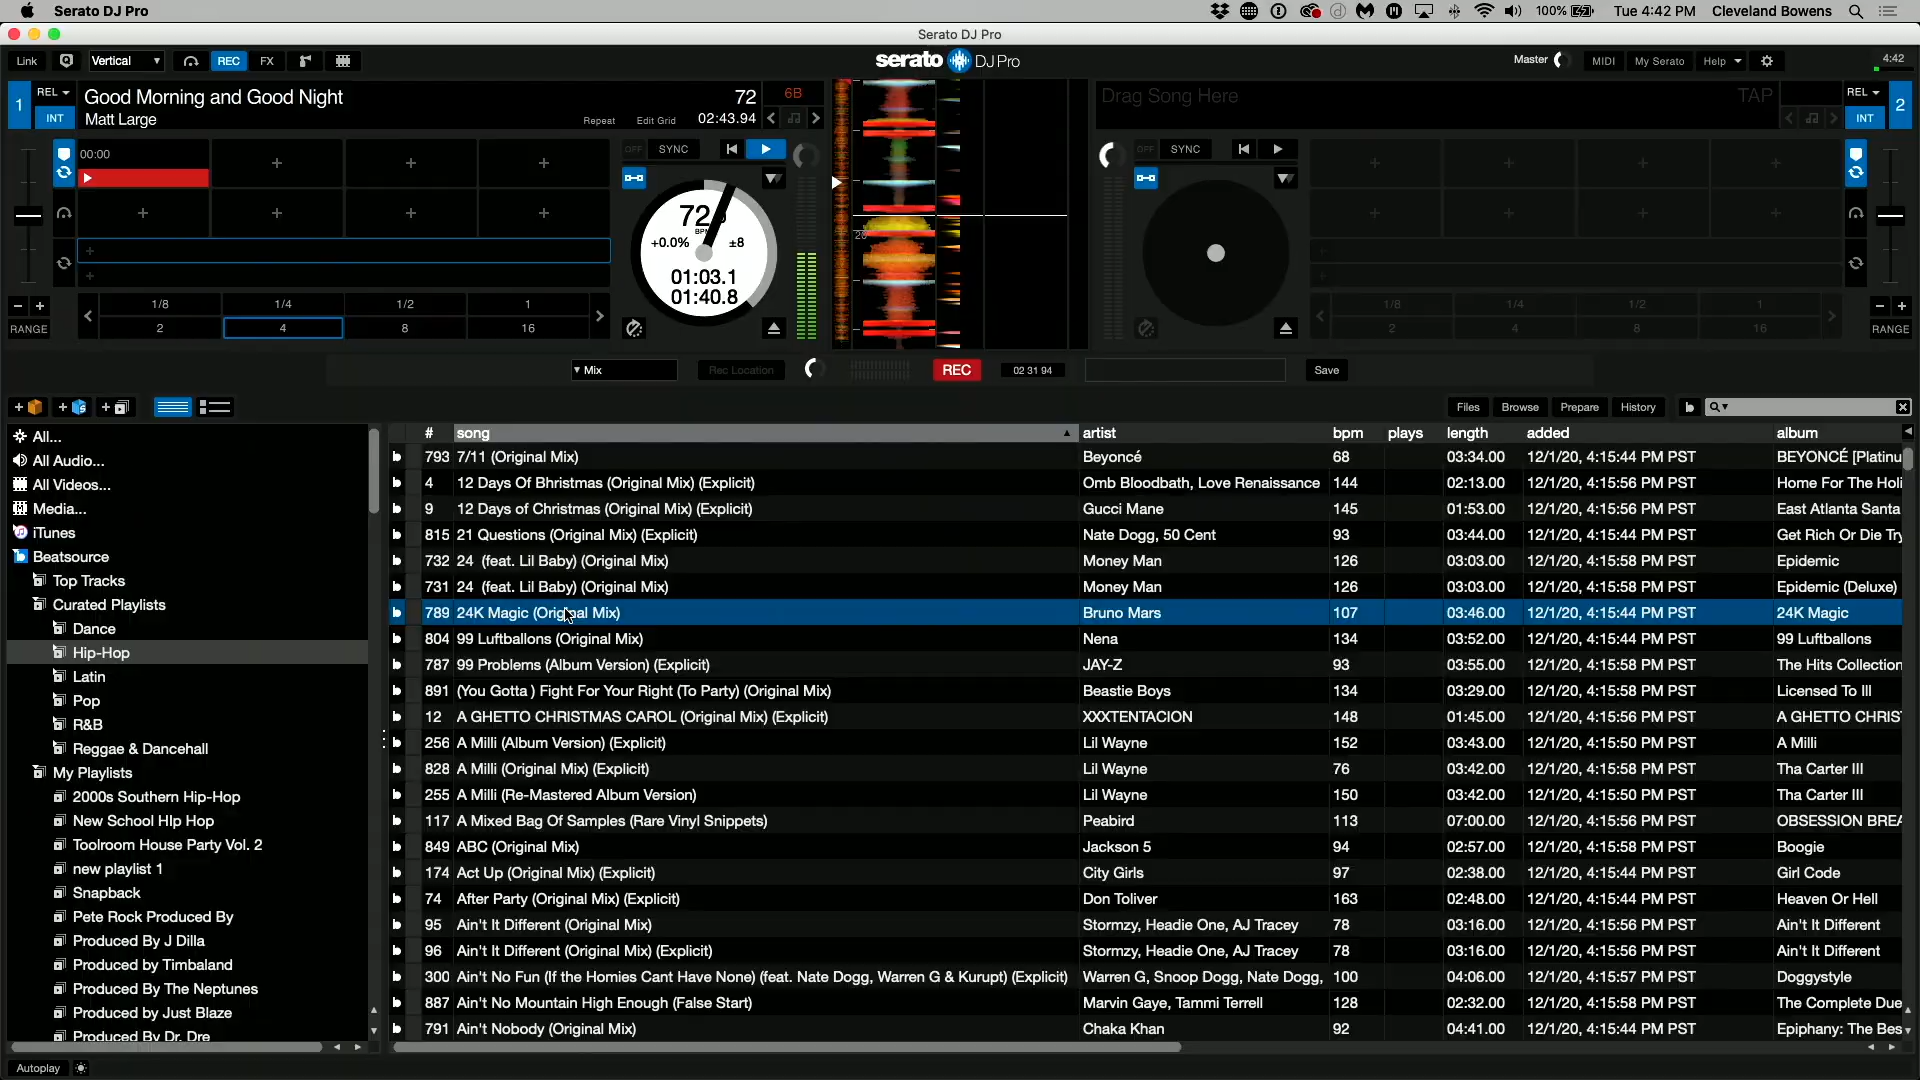 Serato DJ Pro
100% Tue 4:42 PM Cleveland Bowens
Serato DJ Pro
Link Vertical REC FX
serato DJ Pro
Master MIDI My Serato Help 4:42
1 REL INT
Good Morning and Good Night 72 6B
Matt Large Repeat Edit Grid 02:43.94
Drag Song Here TAP
REL INT 2
00:00
OFF SYNC
OFF SYNC
72
BPM
+0.0% ±8
01:03.1
01:40.8
1/8 1/4 1/2 1
2 4 8 16
RANGE
1/8 1/4 1/2 1
2 4 8 16
RANGE
Mix Rec Location REC 02 31 94 Save
Files Browse Prepare History
All...
All Audio...
All Videos...
Media...
iTunes
Beatsource
Top Tracks
Curated Playlists
Dance
Hip-Hop
Latin
Pop
R&B
Reggae & Dancehall
My Playlists
2000s Southern Hip-Hop
New School HIp Hop
Toolroom House Party Vol. 2
new playlist 1
Snapback
Pete Rock Produced By
Produced By J Dilla
Produced by Timbaland
Produced By The Neptunes
Produced by Just Blaze
Produced By Dr. Dre
# song artist bpm plays length added album
793 7/11 (Original Mix) Beyoncé 68 03:34.00 12/1/20, 4:15:44 PM PST BEYONCÉ [Platinu
4 12 Days Of Bhristmas (Original Mix) (Explicit) Omb Bloodbath, Love Renaissance 144 02:13.00 12/1/20, 4:15:56 PM PST Home For The Holi
9 12 Days of Christmas (Original Mix) (Explicit) Gucci Mane 145 01:53.00 12/1/20, 4:15:56 PM PST East Atlanta Santa
815 21 Questions (Original Mix) (Explicit) Nate Dogg, 50 Cent 93 03:44.00 12/1/20, 4:15:44 PM PST Get Rich Or Die Try
732 24 (feat. Lil Baby) (Original Mix) Money Man 126 03:03.00 12/1/20, 4:15:58 PM PST Epidemic
731 24 (feat. Lil Baby) (Original Mix) Money Man 126 03:03.00 12/1/20, 4:15:58 PM PST Epidemic (Deluxe)
789 24K Magic (Original Mix) Bruno Mars 107 03:46.00 12/1/20, 4:15:44 PM PST 24K Magic
804 99 Luftballons (Original Mix) Nena 134 03:52.00 12/1/20, 4:15:44 PM PST 99 Luftballons
787 99 Problems (Album Version) (Explicit) JAY-Z 93 03:55.00 12/1/20, 4:15:58 PM PST The Hits Collection
891 (You Gotta ) Fight For Your Right (To Party) (Original Mix) Beastie Boys 134 03:29.00 12/1/20, 4:15:58 PM PST Licensed To Ill
12 A GHETTO CHRISTMAS CAROL (Original Mix) (Explicit) XXXTENTACION 148 01:45.00 12/1/20, 4:15:56 PM PST A GHETTO CHRIS
256 A Milli (Album Version) (Explicit) Lil Wayne 152 03:43.00 12/1/20, 4:15:50 PM PST A Milli
828 A Milli (Original Mix) (Explicit) Lil Wayne 76 03:42.00 12/1/20, 4:15:58 PM PST Tha Carter III
255 A Milli (Re-Mastered Album Version) Lil Wayne 150 03:42.00 12/1/20, 4:15:50 PM PST Tha Carter III
117 A Mixed Bag Of Samples (Rare Vinyl Snippets) Peabird 113 07:00.00 12/1/20, 4:15:56 PM PST OBSESSION BREA
849 ABC (Original Mix) Jackson 5 94 02:57.00 12/1/20, 4:15:58 PM PST Boogie
174 Act Up (Original Mix) (Explicit) City Girls 97 02:38.00 12/1/20, 4:15:44 PM PST Girl Code
74 After Party (Original Mix) (Explicit) Don Toliver 163 02:48.00 12/1/20, 4:15:44 PM PST Heaven Or Hell
95 Ain't It Different (Original Mix) Stormzy, Headie One, AJ Tracey 78 03:16.00 12/1/20, 4:15:44 PM PST Ain't It Different
96 Ain't It Different (Original Mix) (Explicit) Stormzy, Headie One, AJ Tracey 78 03:16.00 12/1/20, 4:15:44 PM PST Ain't It Different
300 Ain't No Fun (If the Homies Cant Have None) (feat. Nate Dogg, Warren G & Kurupt) (Explicit) Warren G, Snoop Dogg, Nate Dogg, 100 04:06.00 12/1/20, 4:15:57 PM PST Doggystyle
887 Ain't No Mountain High Enough (False Start) Marvin Gaye, Tammi Terrell 128 02:32.00 12/1/20, 4:15:58 PM PST The Complete Due
791 Ain't Nobody (Original Mix) Chaka Khan 92 04:41.00 12/1/20, 4:15:44 PM PST Epiphany: The Bes
Autoplay